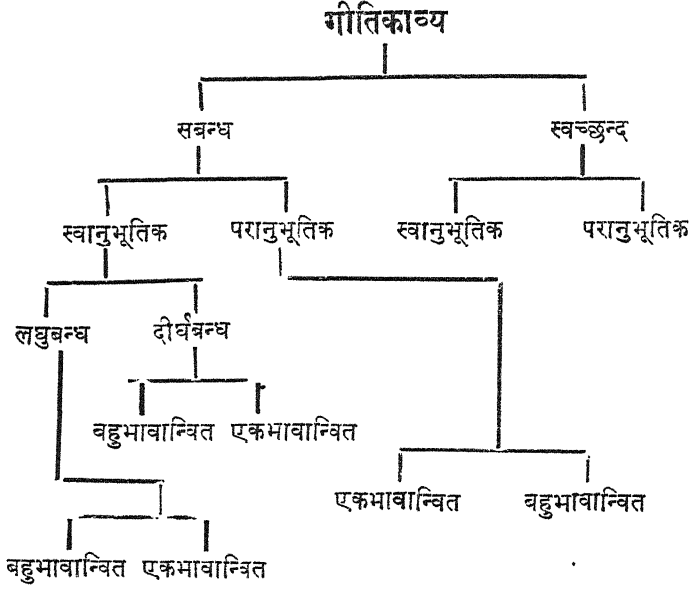 गीतिकाव्य
सबन्ध स्वच्छन्द
स्वानुभूतिक परानुभूतिक स्वानुभूतिक परानुभूतिक
लघुबन्ध दीर्घबन्ध
बहुभावान्वित एकभावान्वित
एकभावान्वित बहुभावान्वित
बहुभावान्वित एकभावान्वित